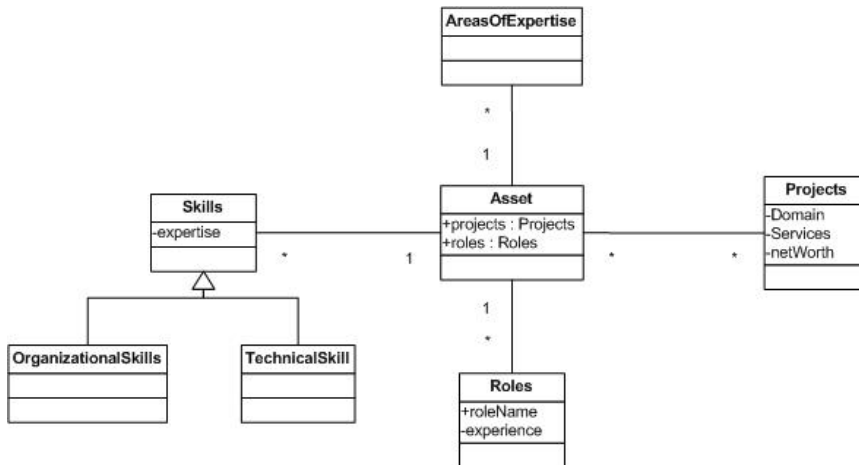 AreasOfExpertise
*
1
Asset
+projects : Projects
+roles : Roles
Skills
-expertise
*
1
Projects
-Domain
-Services
-netWorth
*
*
1
*
OrganizationalSkills
TechnicalSkill
Roles
+roleName
-experience